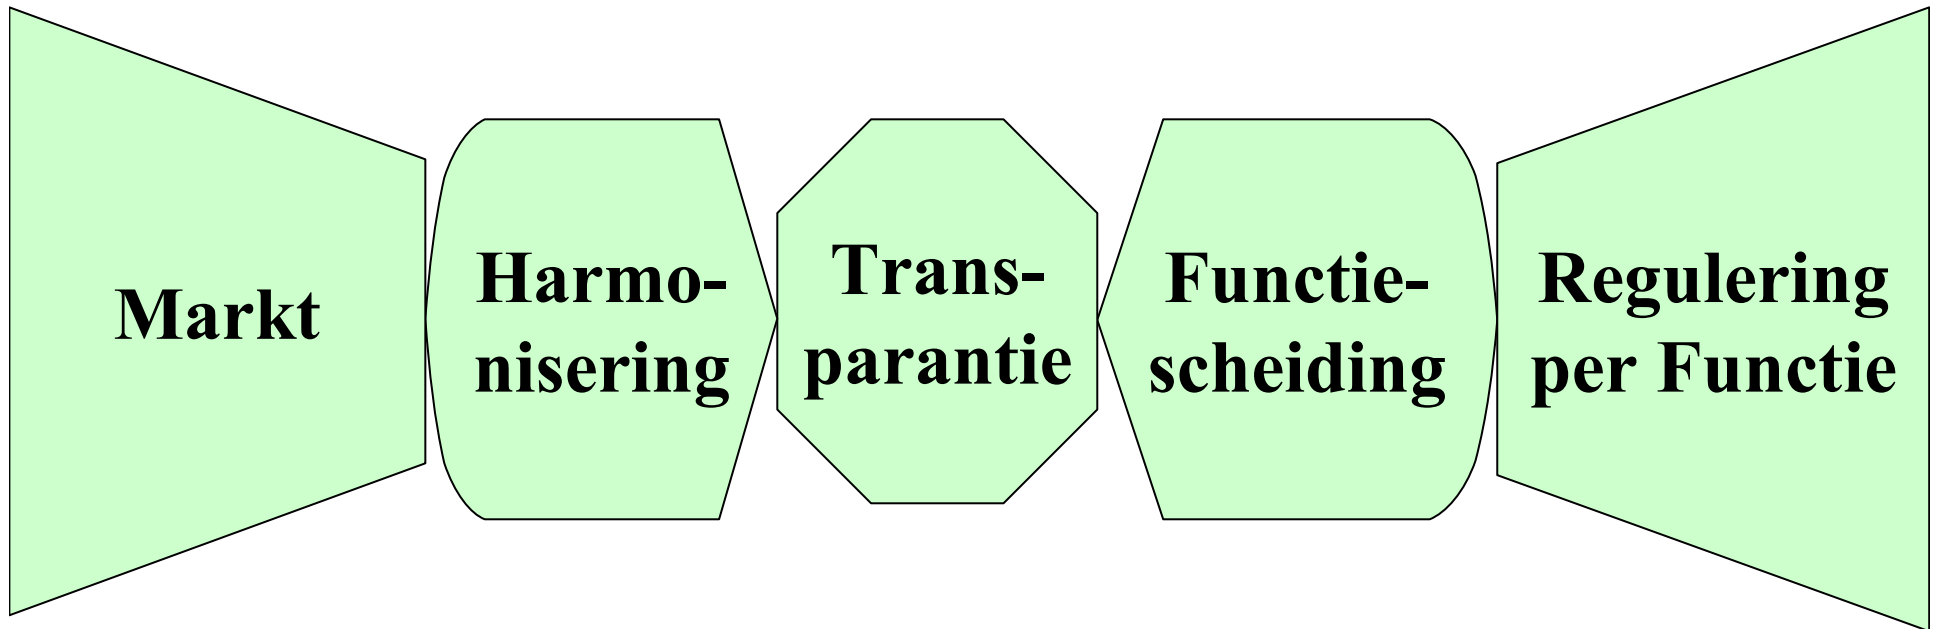 Markt
Harmo-
nisering
Trans-
parantie
Functie-
scheiding
Regulering
per Functie